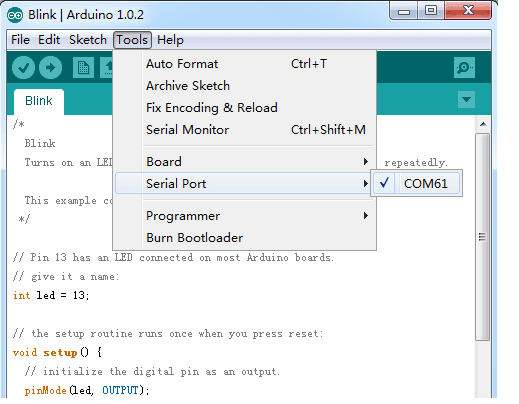 Blink | Arduino 1.0.2
File Edit Sketch Tools Help
Auto Format Ctrl+T
Archive Sketch
Fix Encoding & Reload
Serial Monitor Ctrl+Shift+M
Board
Serial Port
COM61
Programmer
Burn Bootloader
Blink
/*
Blink
Turns on an LED repeatedly.
This example
*/
// Pin 13 has an LED connected on most Arduino boards.
// give it a name:
int led = 13;
// the setup routine runs once when you press reset:
void setup() {
// initialize the digital pin as an output.
pinMode(led, OUTPUT);